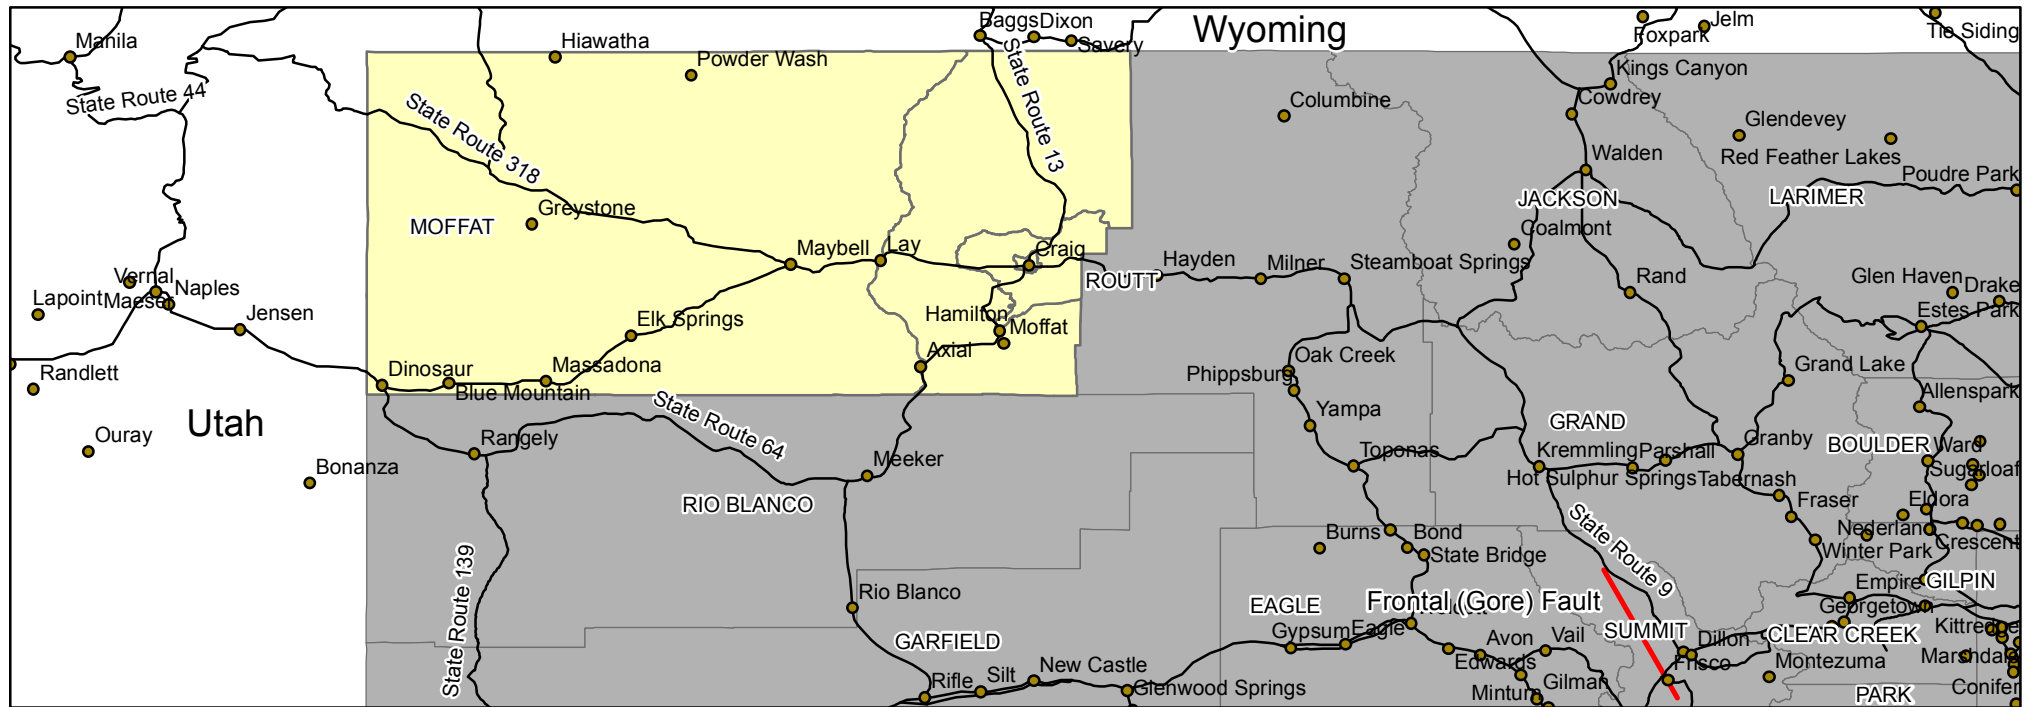 Wyoming
Utah
Manila
State Route 44
Hiawatha
Powder Wash
Baggs
Dixon
Savery
State Route 13
Foxpark
Jelm
Tie Siding
Kings Canyon
Cowdrey
Columbine
Glendevey
Red Feather Lakes
Poudre Park
Walden
JACKSON
LARIMER
Coalmont
State Route 318
MOFFAT
Greystone
Maybell
Lay
Craig
ROUTT
Hayden
Milner
Steamboat Springs
Rand
Glen Haven
Drake
Estes Park
Vernal
Lapoint
Maeser
Naples
Jensen
Elk Springs
Hamilton
Moffat
Axial
Randlett
Dinosaur
Blue Mountain
Massadona
Oak Creek
Phippsburg
Yampa
Grand Lake
Allenspark
Ouray
Bonanza
Rangely
State Route 64
Meeker
Toponas
GRAND
Kremmling
Parshall
Granby
BOULDER
Ward
Hot Sulphur Springs
Tabernash
Sugarloaf
RIO BLANCO
Fraser
Eldora
Burns
Bond
State Bridge
State Route 9
Winter Park
Nederlan
Crescent
State Route 139
Rio Blanco
EAGLE
Frontal (Gore) Fault
Empire
GILPIN
Georgetown
GARFIELD
Gypsum
Eagle
Avon
Vail
SUMMIT
Dillon
CLEAR CREEK
Kittredge
Edwards
Frisco
Montezuma
Marshdale
Rifle
Silt
New Castle
Glenwood Springs
Minturn
Gilman
PARK
Conifer